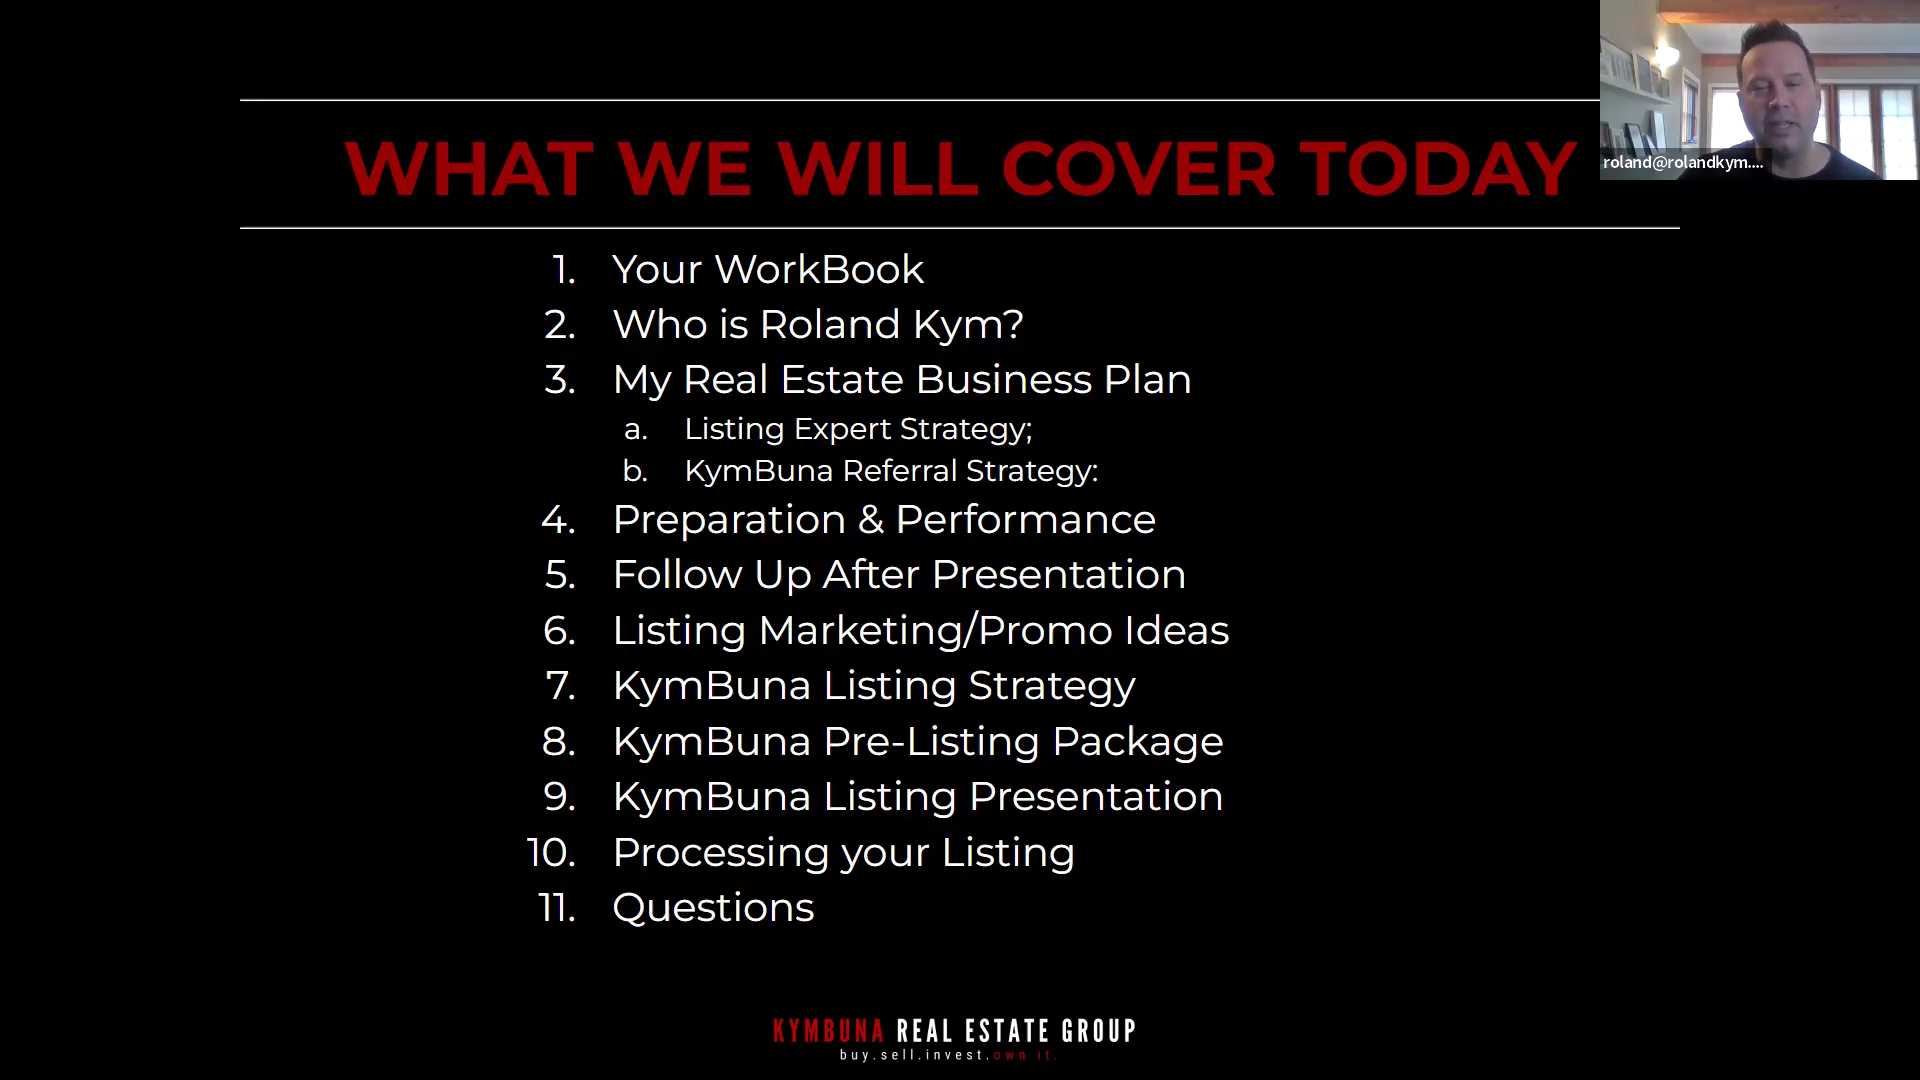 WHAT WE WILL COVER TODAY
roland@rolandkym....
1. Your WorkBook
2. Who is Roland Kym?
3. My Real Estate Business Plan
a. Listing Expert Strategy;
b. KymBuna Referral Strategy:
4. Preparation & Performance
5. Follow Up After Presentation
6. Listing Marketing/Promo Ideas
7. KymBuna Listing Strategy
8. KymBuna Pre-Listing Package
9. KymBuna Listing Presentation
10. Processing your Listing
11. Questions
KYMBUNA REAL ESTATE GROUP
buy.sell.invest.own it.